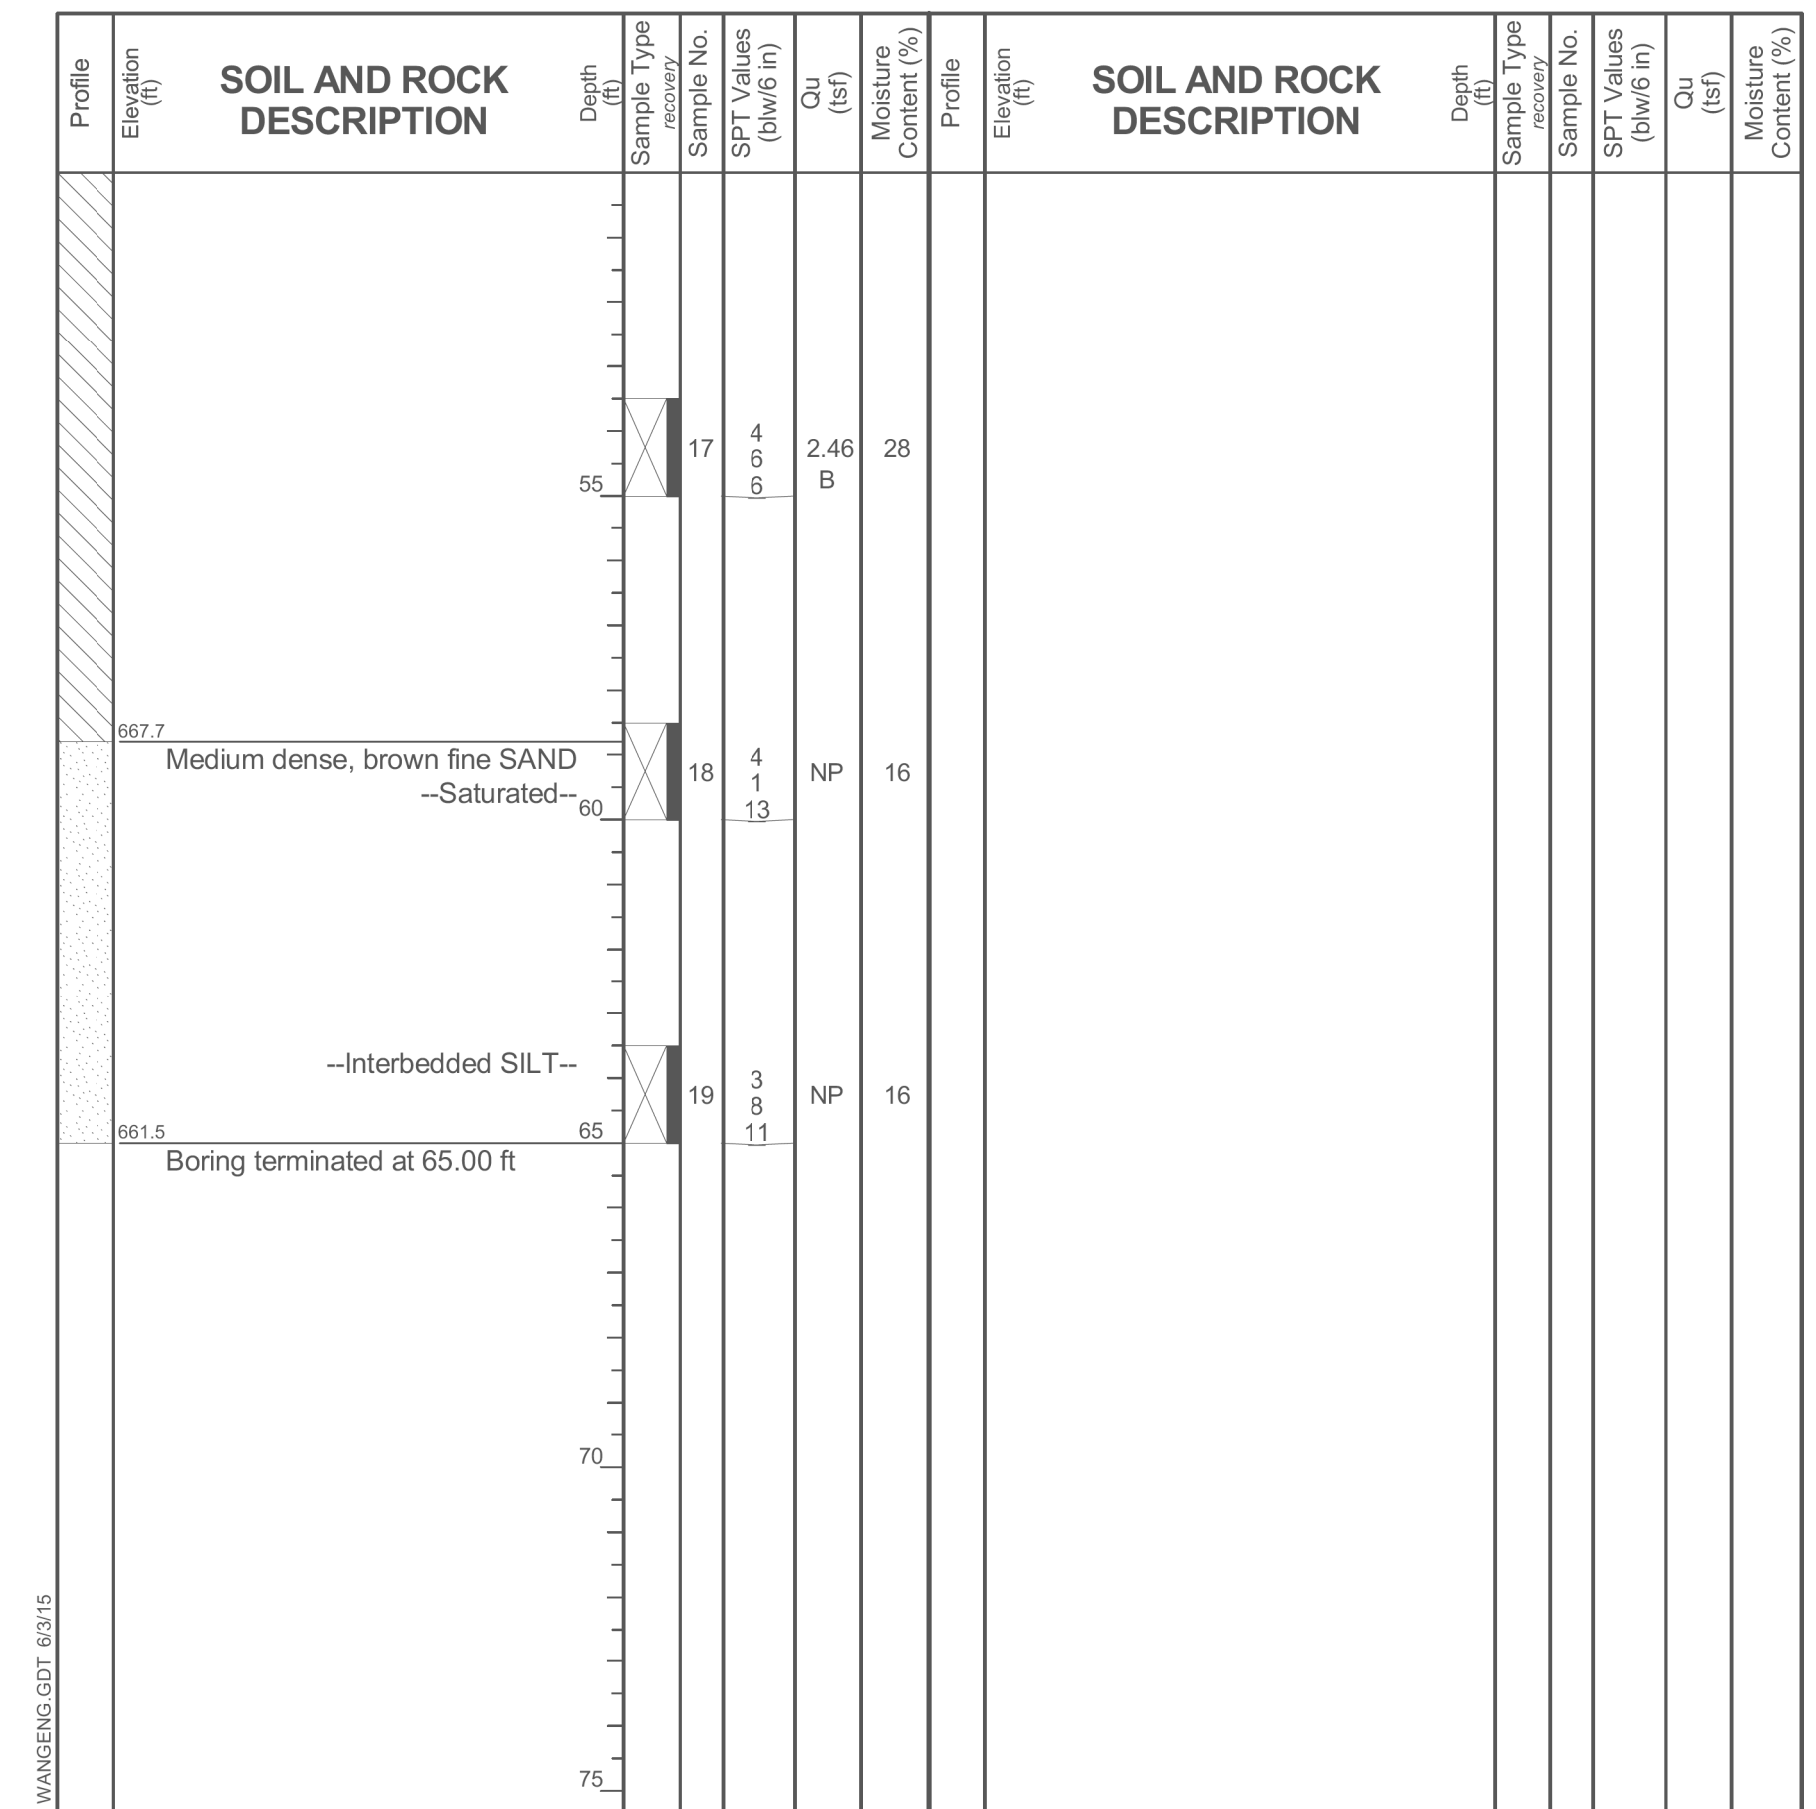 Profile
Elevation
(ft)
SOIL AND ROCK
DESCRIPTION
Depth
(ft)
Sample Type
recovery
Sample No.
SPT Values
(blw/6 in)
Qu
(tsf)
Moisture
Content (%)
Profile
Elevation
(ft)
SOIL AND ROCK
DESCRIPTION
Depth
(ft)
Sample Type
recovery
Sample No.
SPT Values
(blw/6 in)
Qu
(tsf)
Moisture
Content (%)
17
4
6
6
2.46
B
28
55
667.7
Medium dense, brown fine SAND
--Saturated--
60
18
4
1
13
NP
16
--Interbedded SILT--
19
3
8
11
NP
16
661.5
65
Boring terminated at 65.00 ft
70
75
WANGENG.GDT 6/3/15